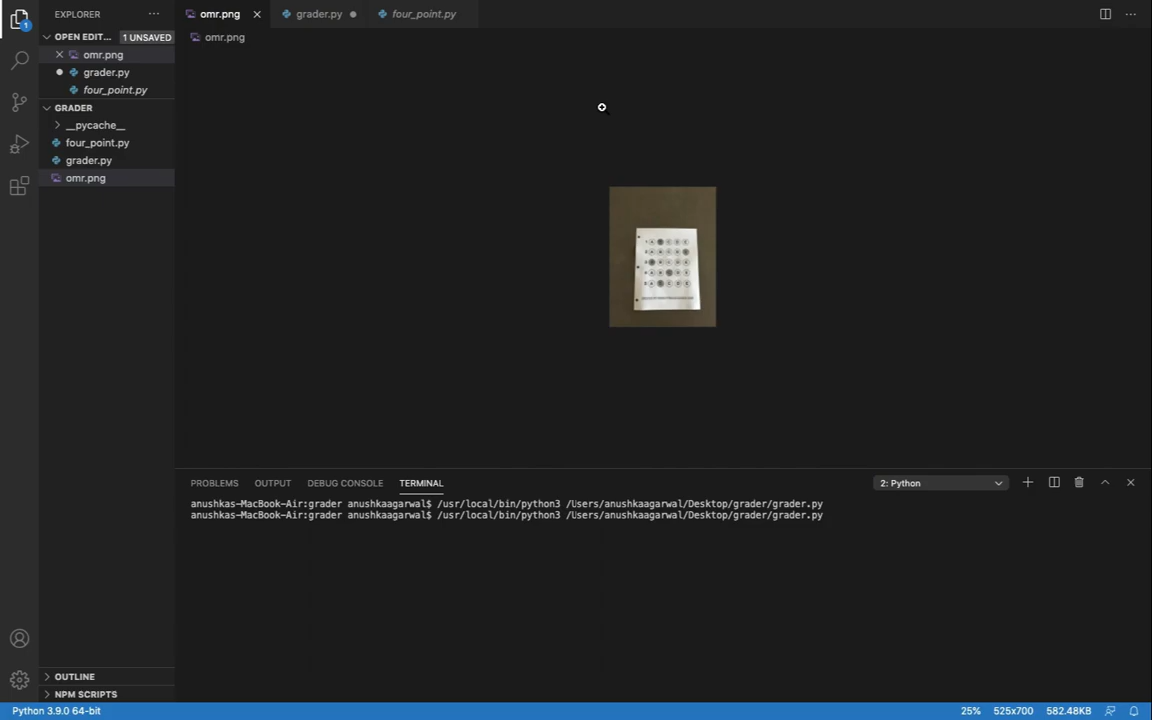 EXPLORER
OPEN EDIT... 1 UNSAVED
omr.png
grader.py
four_point.py
GRADER
__pycache__
four_point.py
grader.py
omr.png
OUTLINE
NPM SCRIPTS
omr.png grader.py four_point.py
omr.png
PROBLEMS OUTPUT DEBUG CONSOLE TERMINAL 2: Python
anushkas-MacBook-Air:grader anushkaagarwal$ /usr/local/bin/python3 /Users/anushkaagarwal/Desktop/grader/grader.py
anushkas-MacBook-Air:grader anushkaagarwal$ /usr/local/bin/python3 /Users/anushkaagarwal/Desktop/grader/grader.py
Python 3.9.0 64-bit 25% 525x700 582.48KB